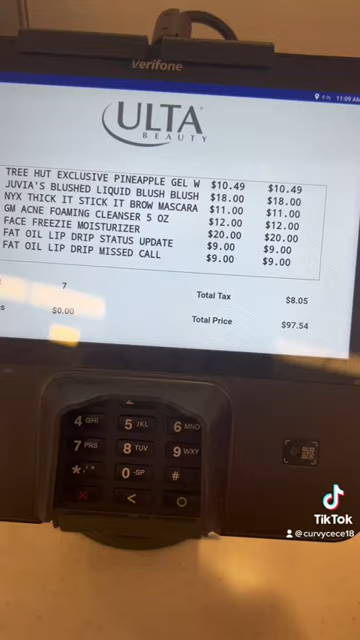 verifone
11:09 AM
ULTA
BEAUTY
TREE HUT EXCLUSIVE PINEAPPLE GEL W $10.49 $10.49
JUVIA'S BLUSHED LIQUID BLUSH BLUSH $18.00 $18.00
NYX THICK IT STICK IT BROW MASCARA $11.00 $11.00
GM ACNE FOAMING CLEANSER 5 OZ $12.00 $12.00
FACE FREEZIE MOISTURIZER $20.00 $20.00
FAT OIL LIP DRIP STATUS UPDATE $9.00 $9.00
FAT OIL LIP DRIP MISSED CALL $9.00 $9.00
7 Total Tax $8.05
s $0.00 Total Price $97.54
4 GHI 5 JKL 6 MNO
7 PRS 8 TUV 9 WXY
0 -SP #
TikTok
@curvycece18